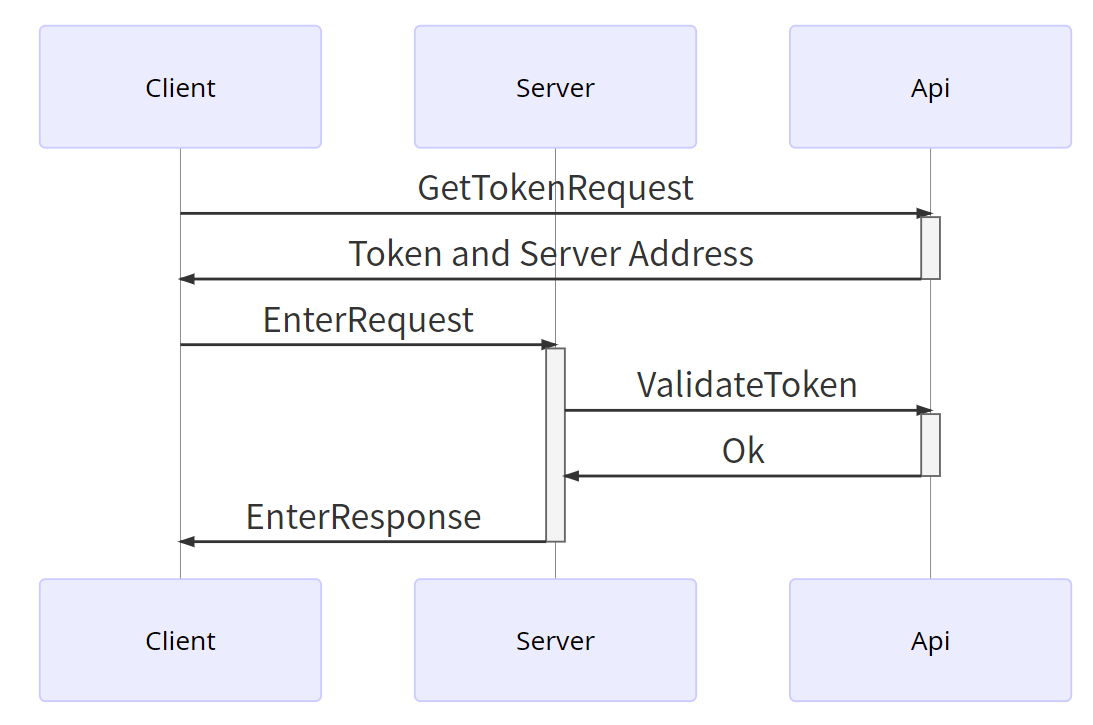 Client
Server
Api
GetTokenRequest
Token and Server Address
EnterRequest
ValidateToken
Ok
EnterResponse
Client
Server
Api